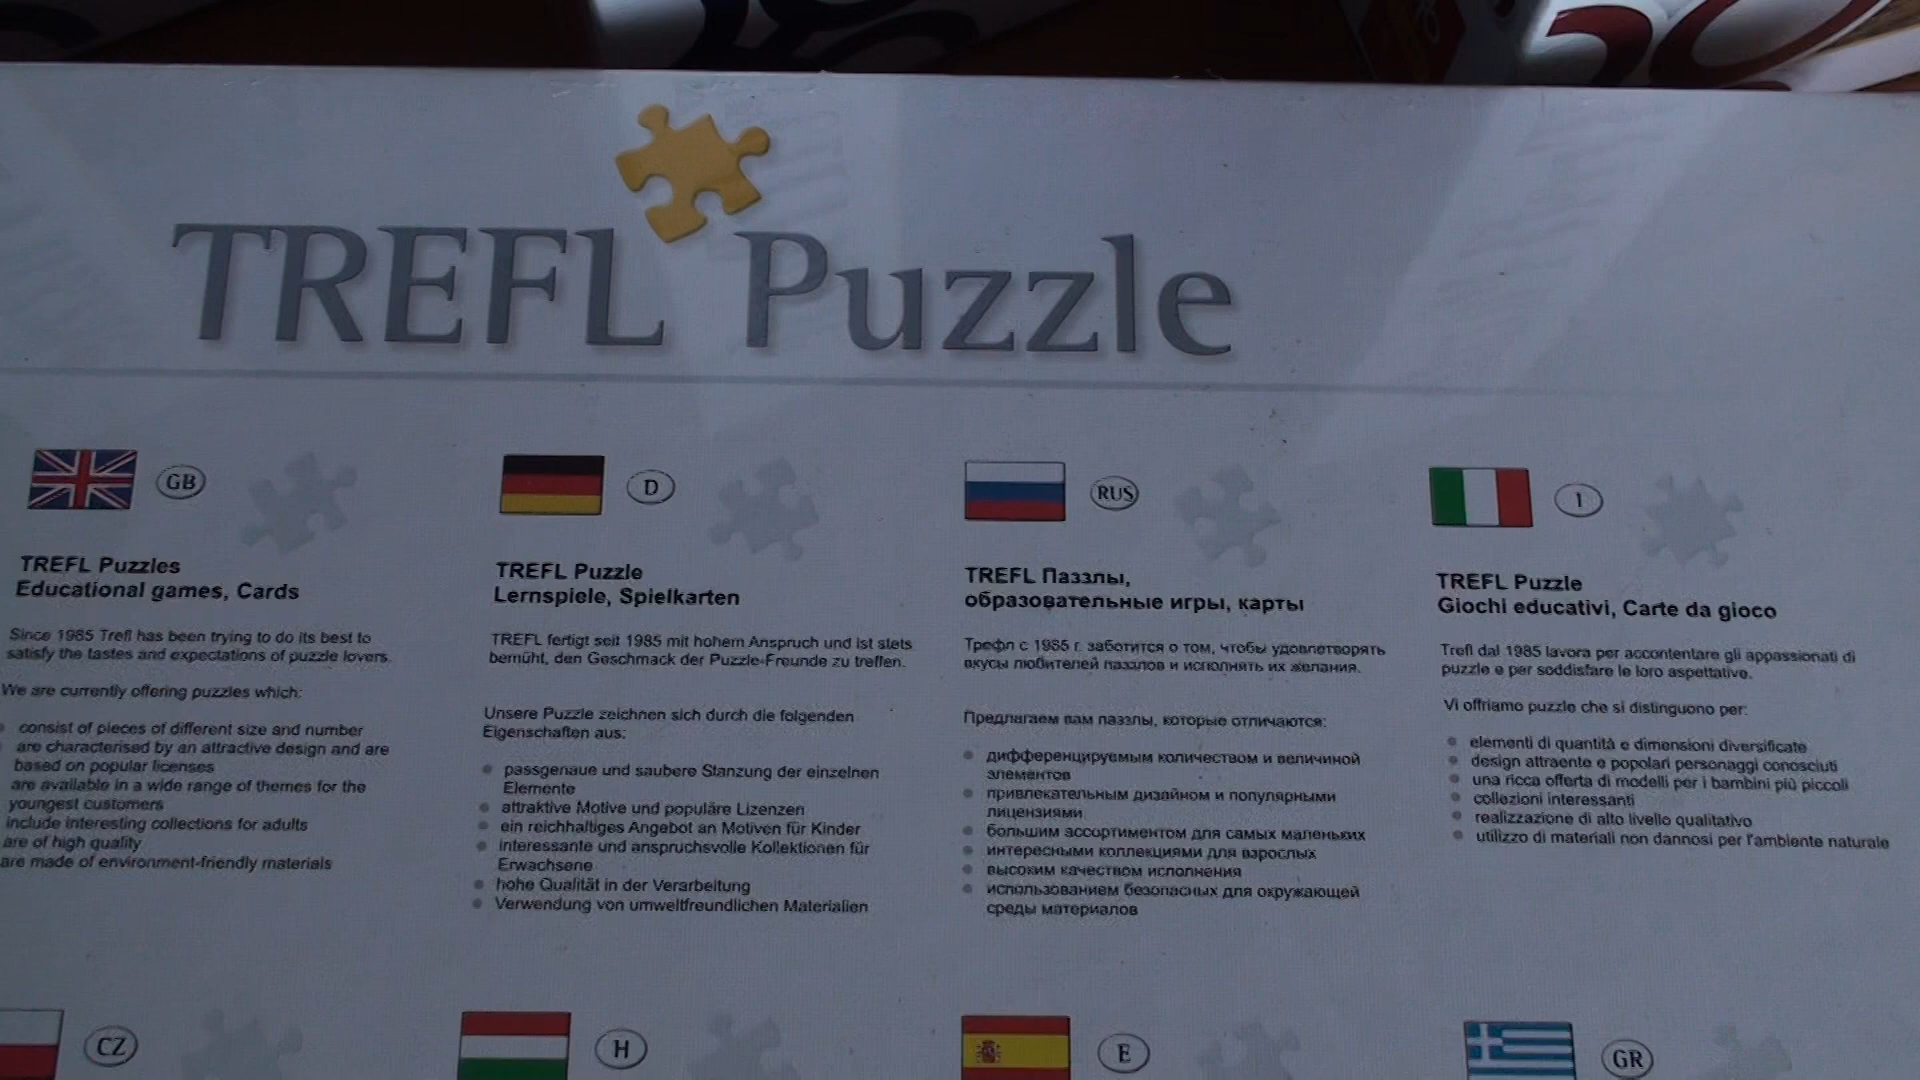 TREFL Puzzle
GB
TREFL Puzzles
Educational games, Cards
Since 1985 Trefl has been trying to do its best to
satisfy the tastes and expectations of puzzle lovers.
We are currently offering puzzles which:
consist of pieces of different size and number
are characterised by an attractive design and are
based on popular licenses
are available in a wide range of themes for the
youngest customers
include interesting collections for adults
are of high quality
are made of environment-friendly materials
D
TREFL Puzzle
Lernspiele, Spielkarten
TREFL fertigt seit 1985 mit hohem Anspruch und ist stets
bemüht, den Geschmack der Puzzle-Freunde zu treffen.
Unsere Puzzle zeichnen sich durch die folgenden
Eigenschaften aus:
passgenaue und saubere Stanzung der einzelnen
Elemente
attraktive Motive und populäre Lizenzen
ein reichhaltiges Angebot an Motiven für Kinder
interessante und anspruchsvolle Kollektionen für
Erwachsene
hohe Qualität in der Verarbeitung
Verwendung von umweltfreundlichen Materialien
RUS
TREFL Паззлы,
образовательные игры, карты
Трефл с 1985 г. заботится о том, чтобы удовлетворять
вкусы любителей паззлов и исполнять их желания.
Предлагаем вам паззлы, которые отличаются:
дифференцируемым количеством и величиной
элементов
привлекательным дизайном и популярными
лицензиями
большим ассортиментом для самых маленьких
интересными коллекциями для взрослых
высоким качеством исполнения
использованием безопасных для окружающей
среды материалов
I
TREFL Puzzle
Giochi educativi, Carte da gioco
Trefl dal 1985 lavora per accontentare gli appassionati di
puzzle e per soddisfare le loro aspettative.
Vi offriamo puzzle che si distinguono per:
elementi di quantità e dimensioni diversificate
design attraente e popolari personaggi conosciuti
una ricca offerta di modelli per i bambini più piccoli
collezioni interessanti
realizzazione di alto livello qualitativo
utilizzo di materiali non dannosi per l'ambiente naturale
CZ
H
E
GR